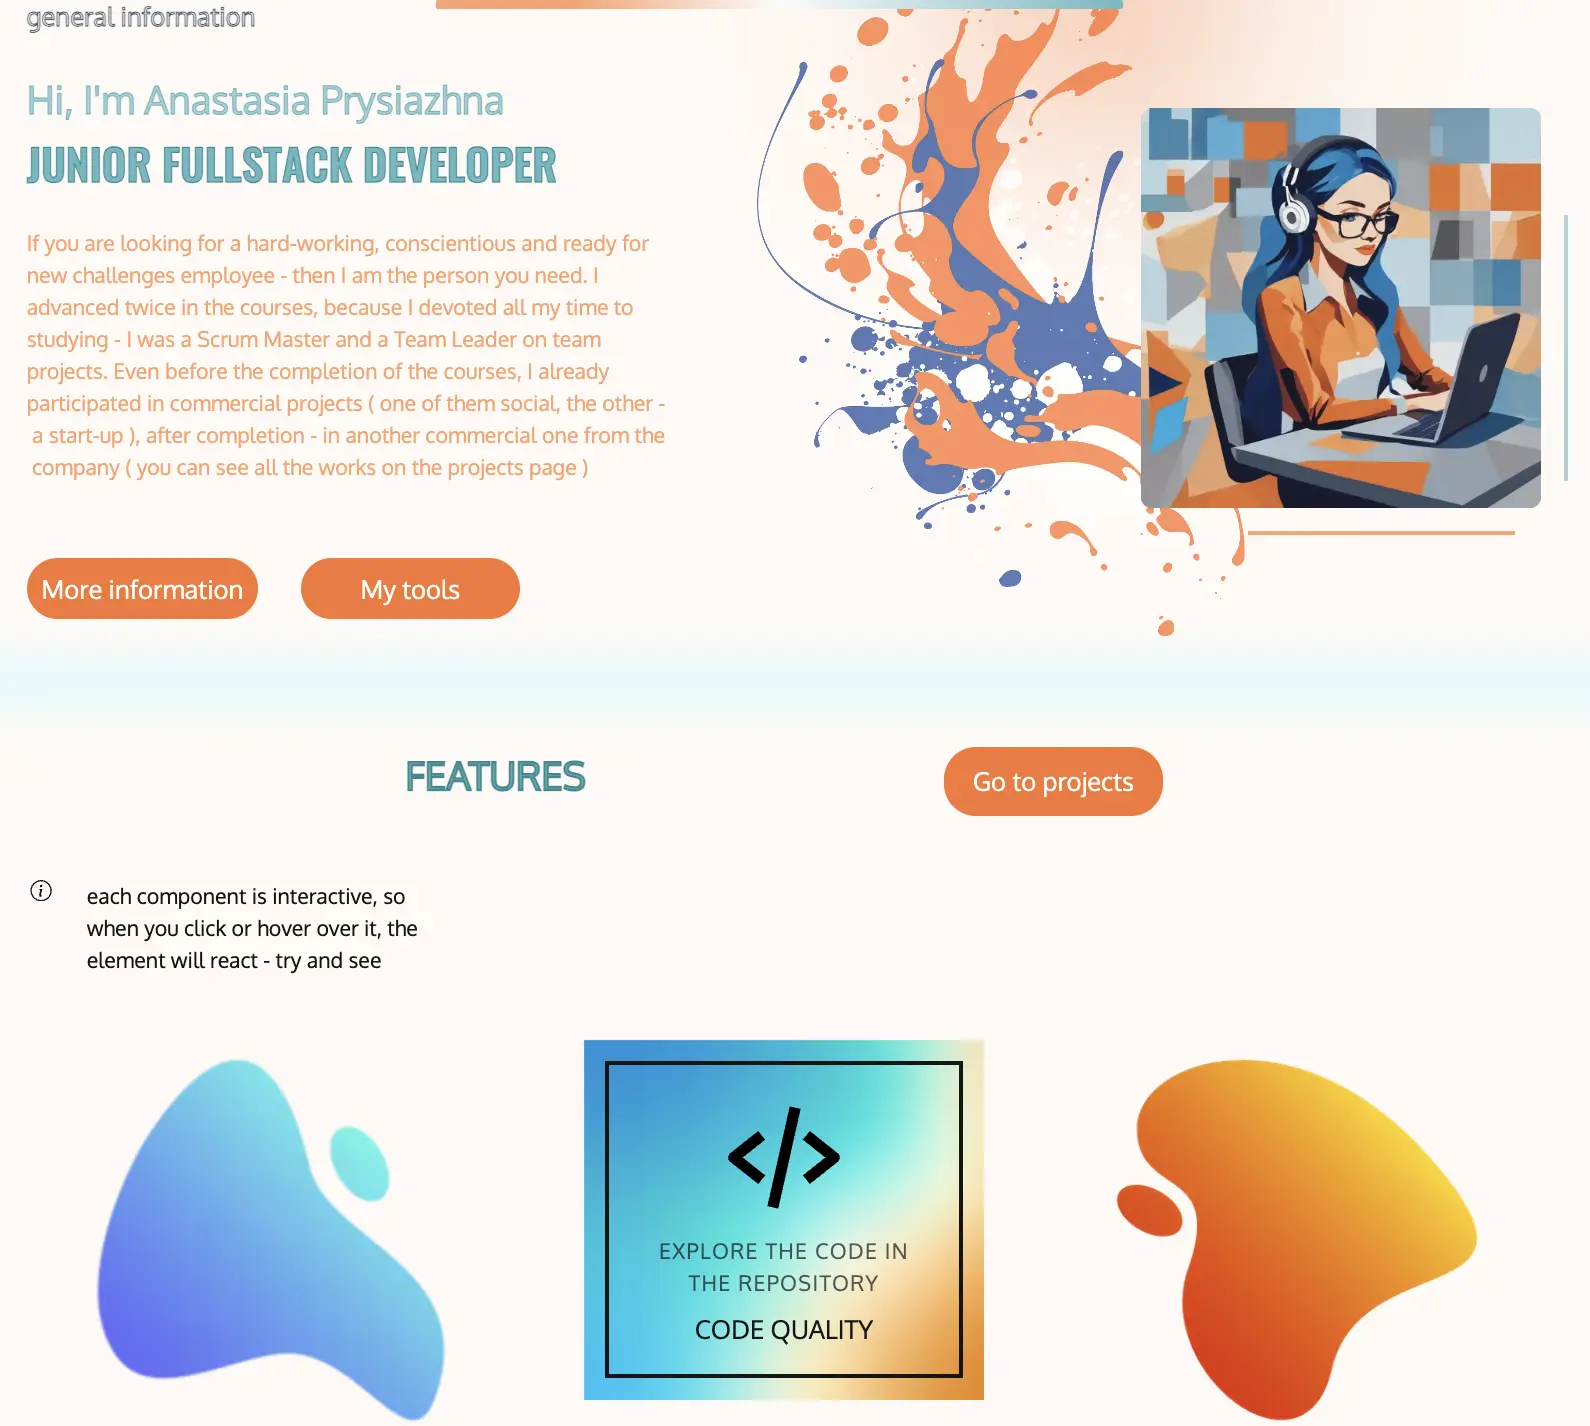 general information
Hi, I'm Anastasia Prysiazhna
JUNIOR FULLSTACK DEVELOPER
If you are looking for a hard-working, conscientious and ready for
new challenges employee - then I am the person you need. I
advanced twice in the courses, because I devoted all my time to
studying - I was a Scrum Master and a Team Leader on team
projects. Even before the completion of the courses, I already
participated in commercial projects ( one of them social, the other -
a start-up ), after completion - in another commercial one from the
company ( you can see all the works on the projects page )
More information
My tools
FEATURES
Go to projects
each component is interactive, so
when you click or hover over it, the
element will react - try and see
</>
EXPLORE THE CODE IN
THE REPOSITORY
CODE QUALITY